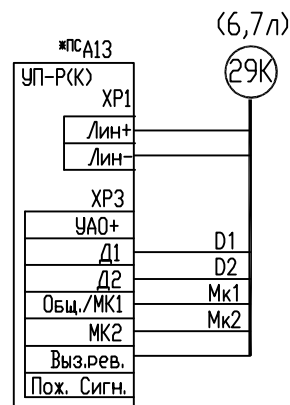 (6,7л)
*ПСА13
29К
УП-Р(К)
ХР1
Лин+
Лин-
ХР3
УАО+
Д1
D1
Д2
D2
Общ./МК1
Мк1
МК2
Мк2
Выз.рев.
Пож. Сигн.